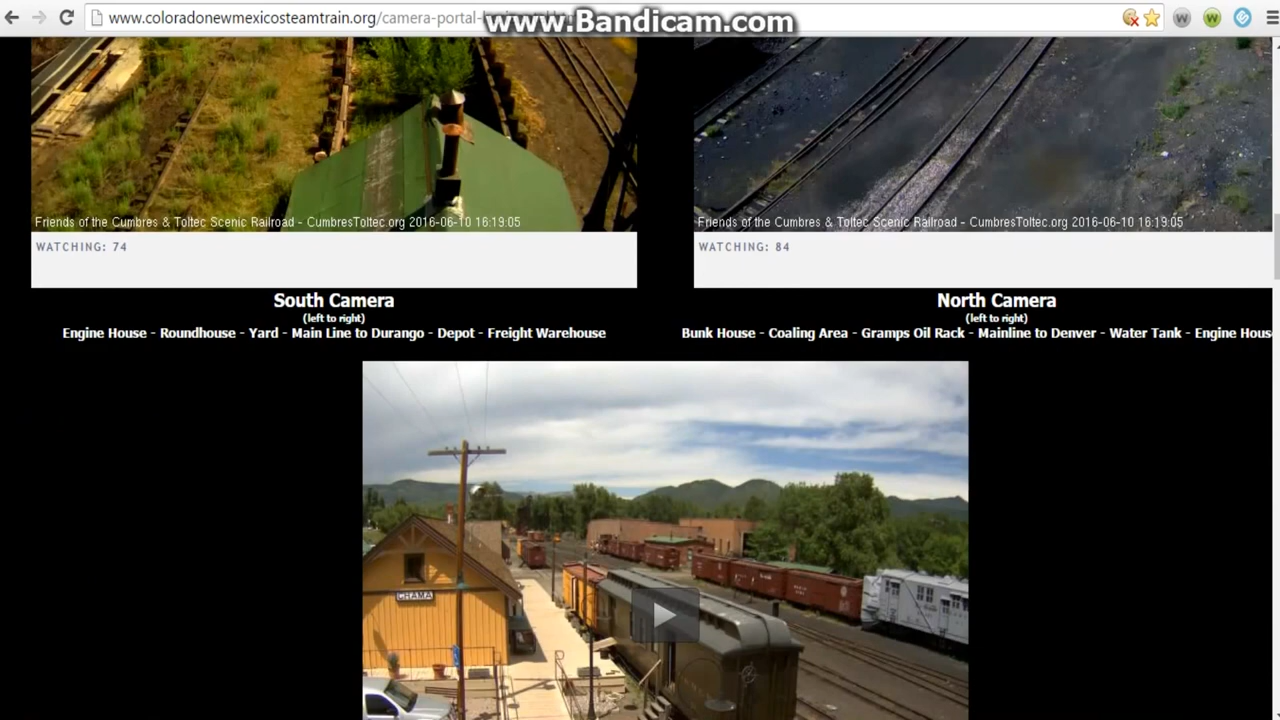 www.coloradonewmexicosteamtrain.org/camera-portal-
www.Bandicam.com
Friends of the Cumbres & Toltec Scenic Railroad - CumbresToltec.org 2016-06-10 16:19:05
Friends of the Cumbres & Toltec Scenic Railroad - CumbresToltec.org 2016-06-10 16:19:05
WATCHING: 74
WATCHING: 84
South Camera
(left to right)
Engine House - Roundhouse - Yard - Main Line to Durango - Depot - Freight Warehouse
North Camera
(left to right)
Bunk House - Coaling Area - Gramps Oil Rack - Mainline to Denver - Water Tank - Engine Hous
CHAMA